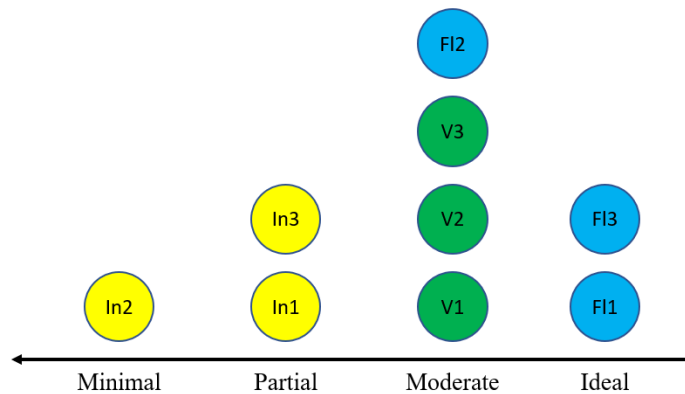 Fl2
V3
In3 V2 Fl3
In2 In1 V1 Fl1
Minimal Partial Moderate Ideal